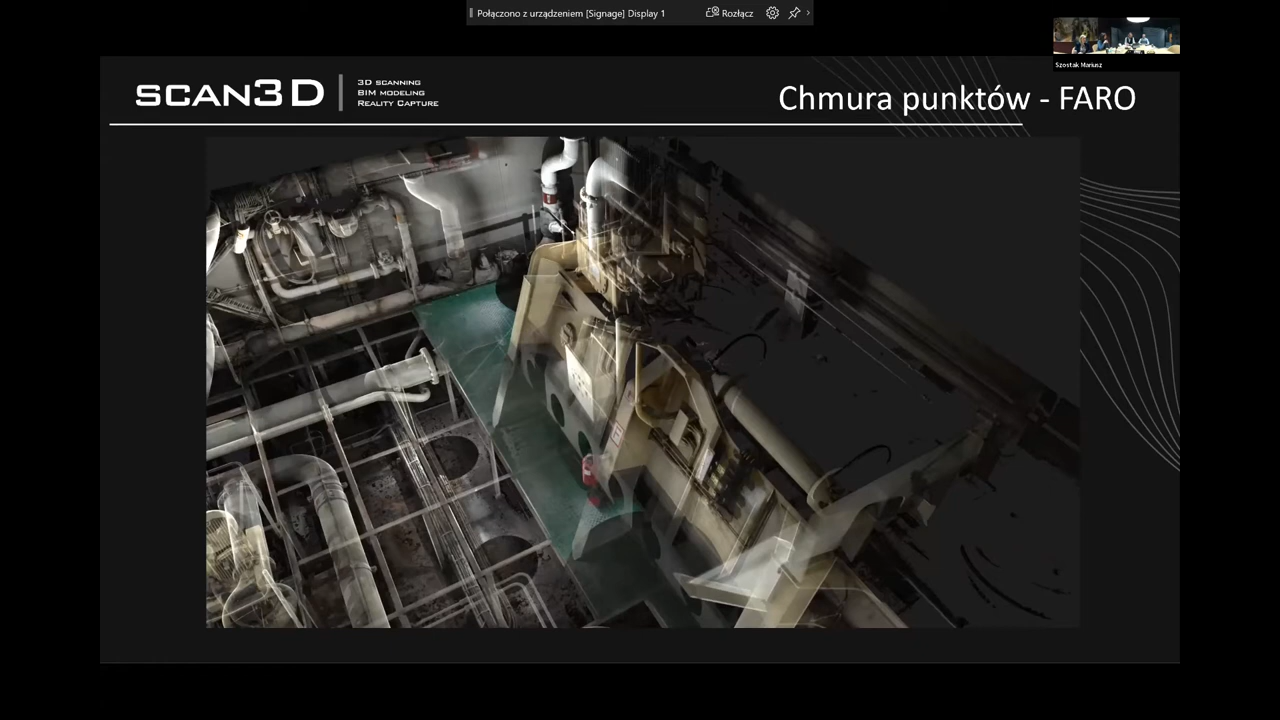 Połączono z urządzeniem [Signage] Display 1
Rozłącz
Szostak Mariusz
SCAN3D
3D SCANNING
BIM MODELING
REALITY CAPTURE
Chmura punktów - FARO